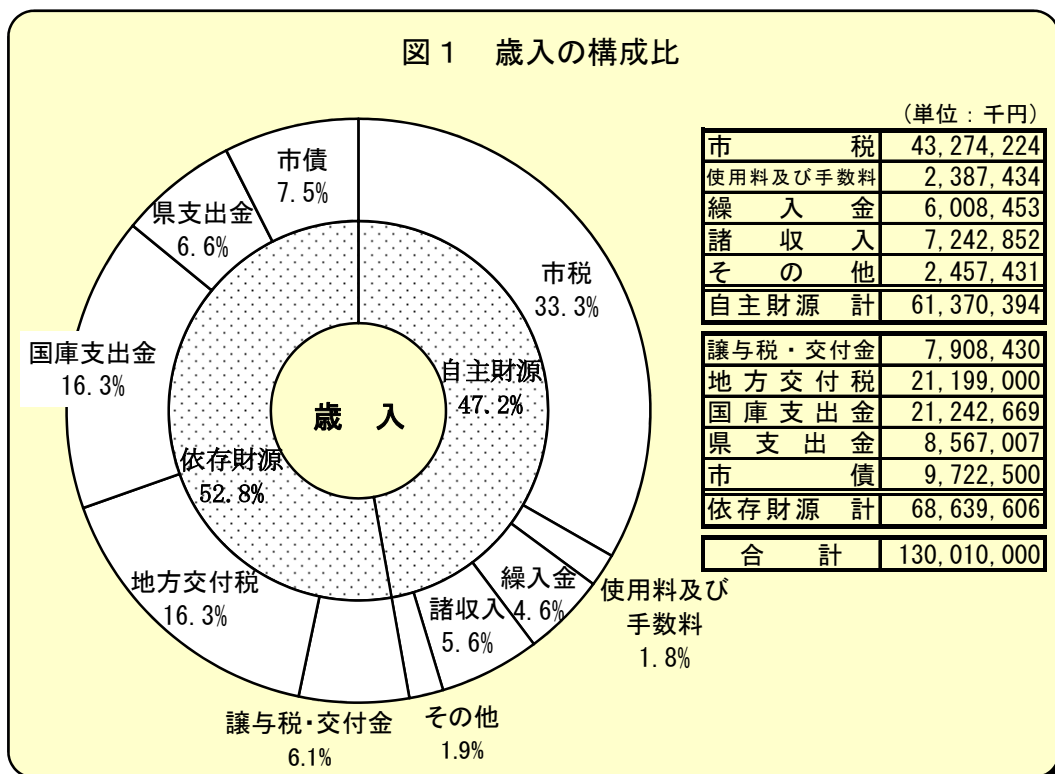 図1 歳入の構成比
(単位:千円)
市税 43,274,224
使用料及び手数料 2,387,434
繰入金 6,008,453
諸収入 7,242,852
その他 2,457,431
自主財源 計 61,370,394
譲与税・交付金 7,908,430
地方交付税 21,199,000
国庫支出金 21,242,669
県支出金 8,567,007
市債 9,722,500
依存財源 計 68,639,606
合計 130,010,000
市債
7.5%
県支出金
6.6%
市税
33.3%
国庫支出金
16.3%
自主財源
47.2%
歳 入
依存財源
52.8%
地方交付税
16.3%
繰入金
4.6%
使用料及び
手数料
1.8%
諸収入
5.6%
その他
1.9%
譲与税・交付金
6.1%